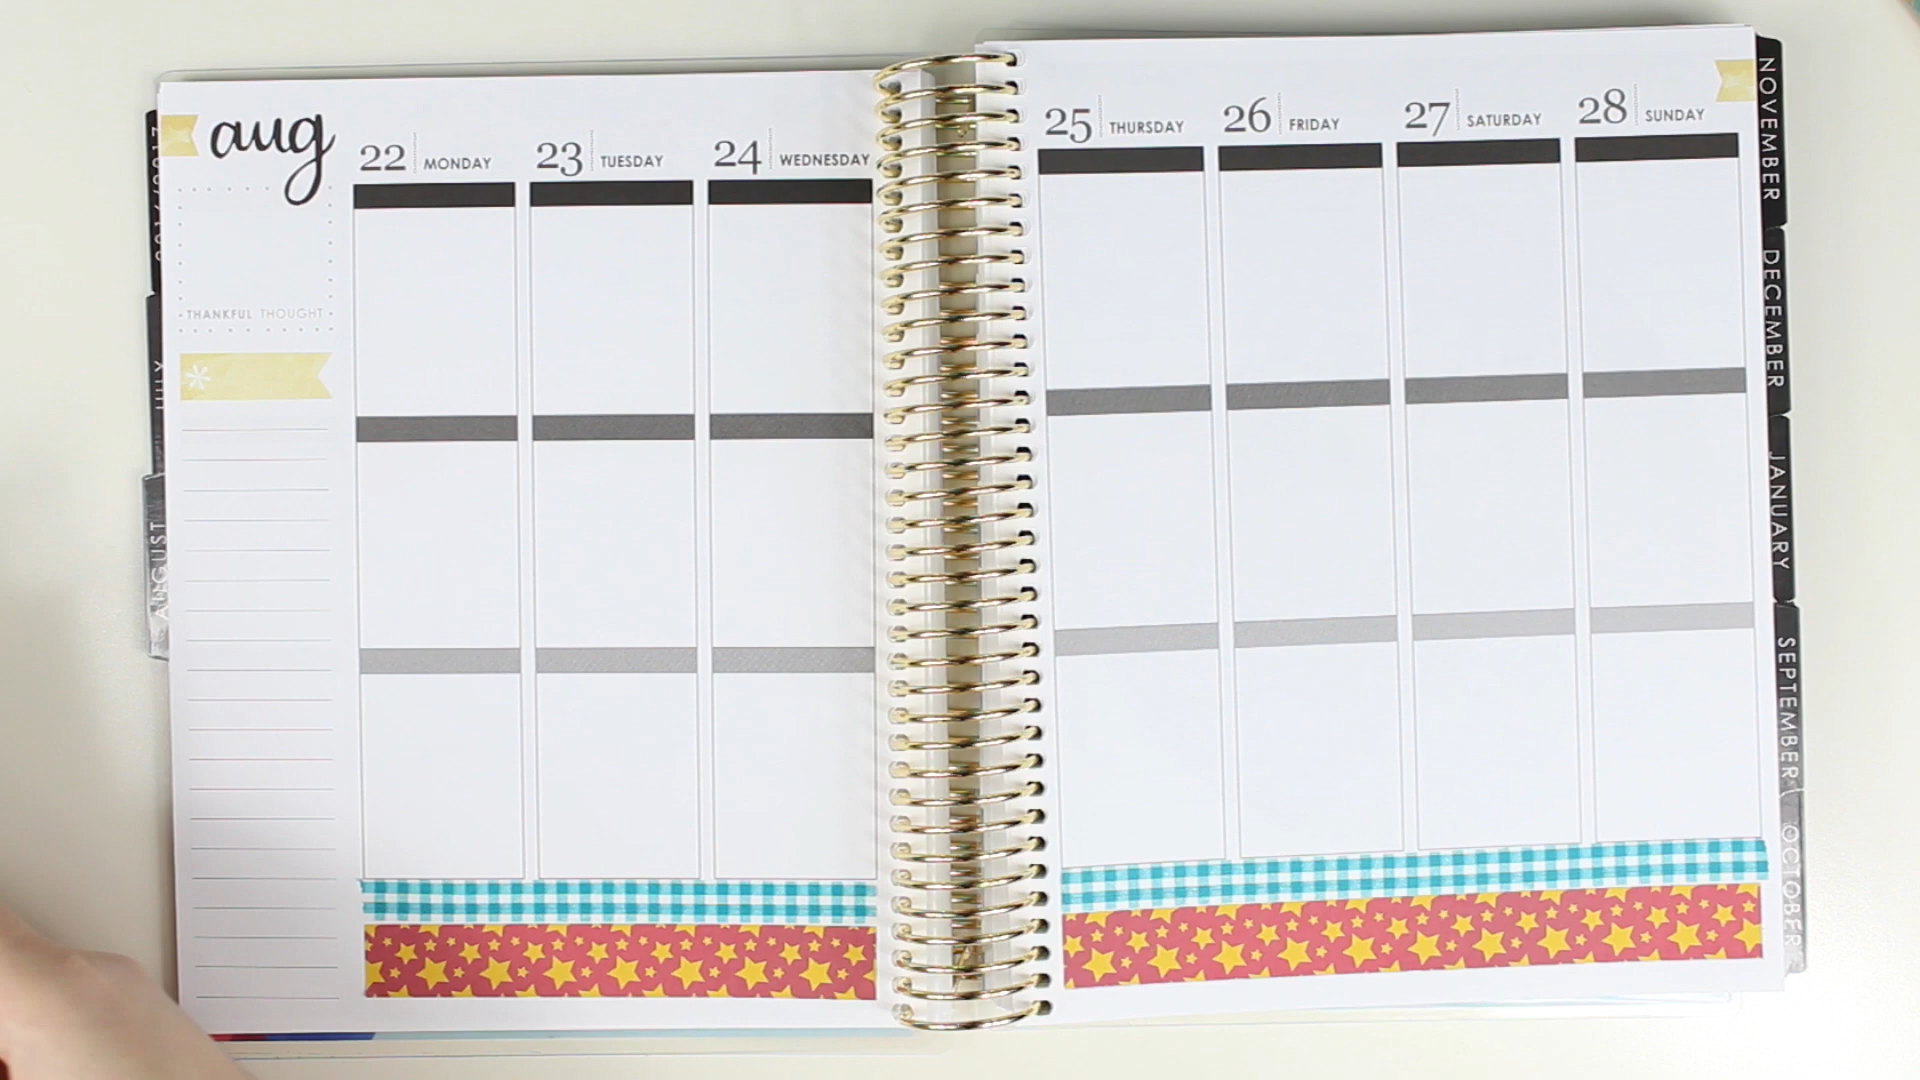 aug
22 MONDAY
23 TUESDAY
24 WEDNESDAY
25 THURSDAY
26 FRIDAY
27 SATURDAY
28 SUNDAY
THANKFUL THOUGHT
AUGUST
NOVEMBER
DECEMBER
JANUARY
SEPTEMBER
OCTOBER